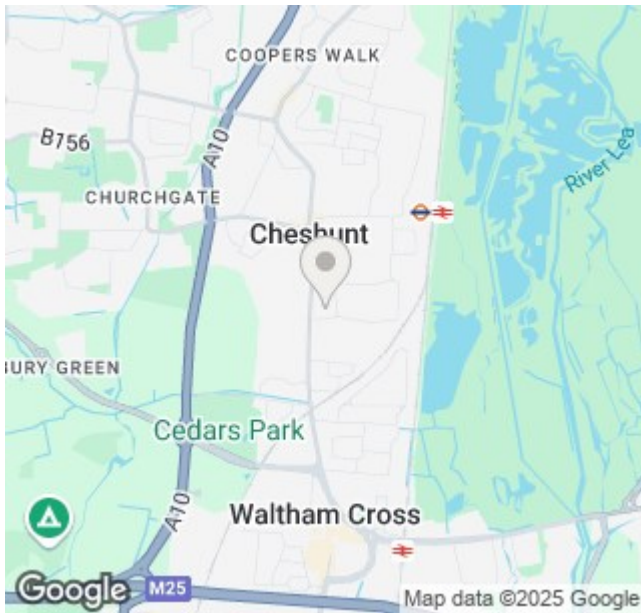 COOPERS WALK
B156
A10
CHURCHGATE
River Lea
Cheshunt
BURY GREEN
Cedars Park
A10
Waltham Cross
M25
Google
Map data ©2025 Google